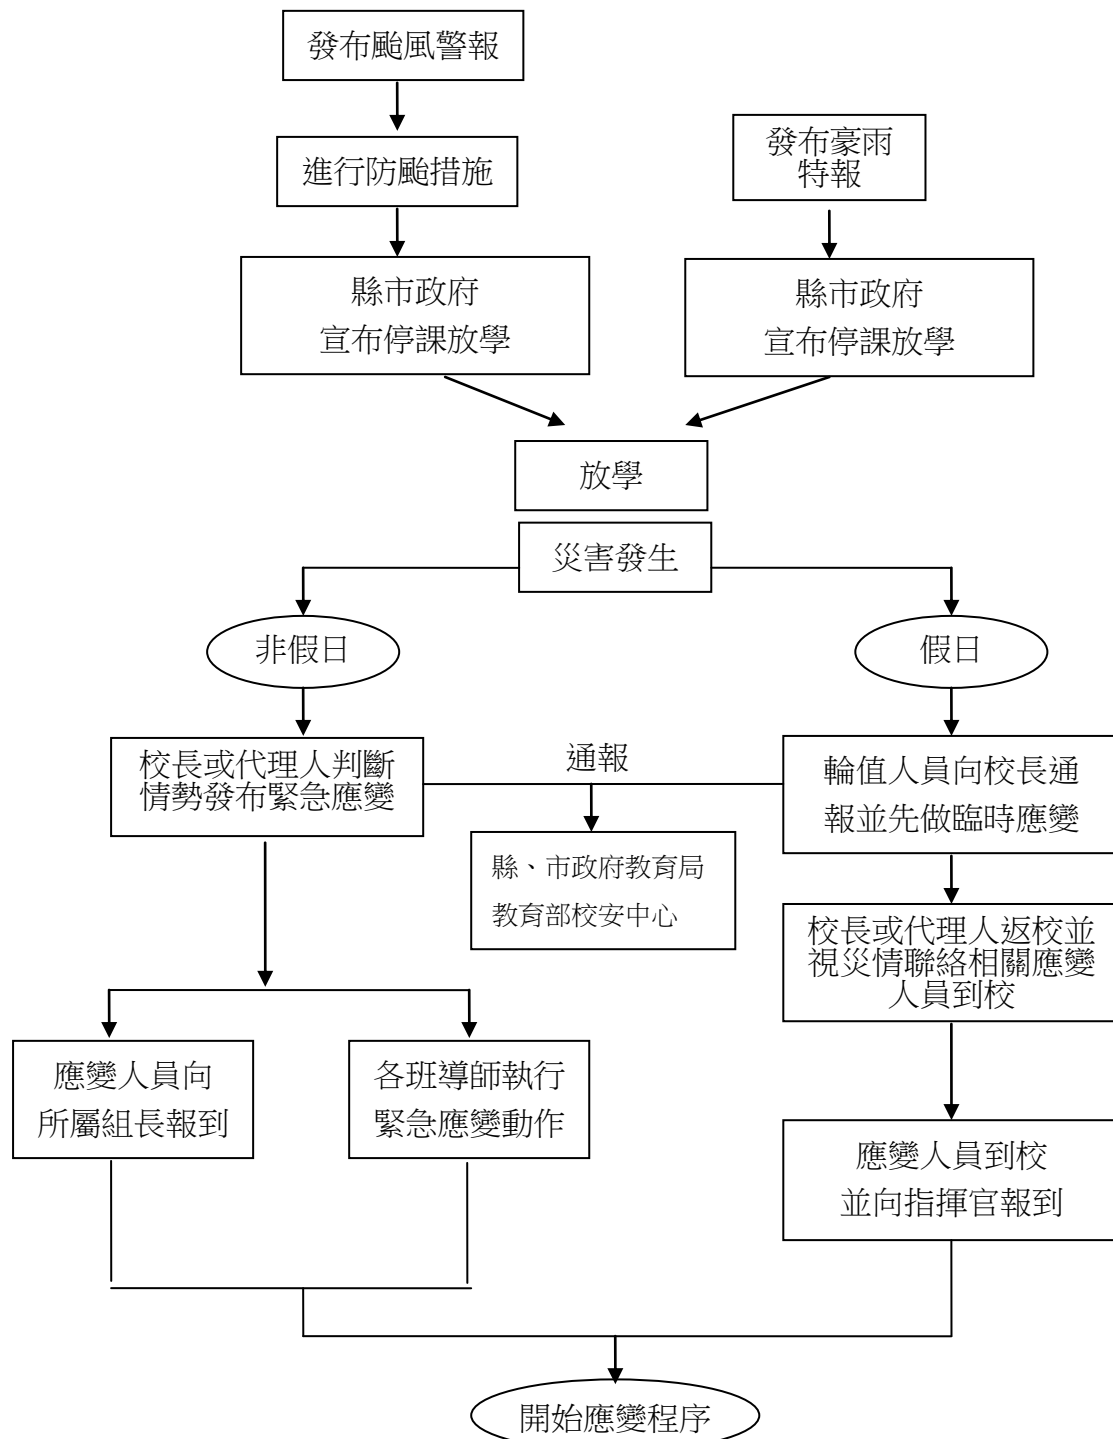 發布颱風警報
進行防颱措施
發布豪雨
特報
縣市政府
宣布停課放學
縣市政府
宣布停課放學
放學
災害發生
非假日
假日
校長或代理人判斷
情勢發布緊急應變
通報
輪值人員向校長通
報並先做臨時應變
縣、市政府教育局
教育部校安中心
校長或代理人返校並
視災情聯絡相關應變
人員到校
應變人員向
所屬組長報到
各班導師執行
緊急應變動作
應變人員到校
並向指揮官報到
開始應變程序